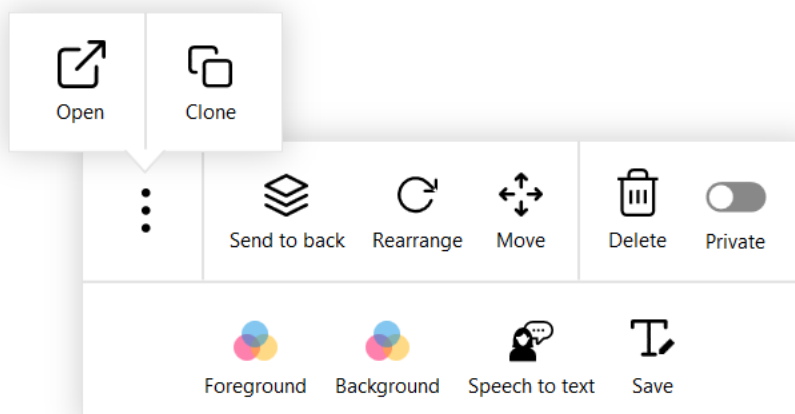 Open
Clone
Send to back
Rearrange
Move
Delete
Private
Foreground
Background
Speech to text
Save